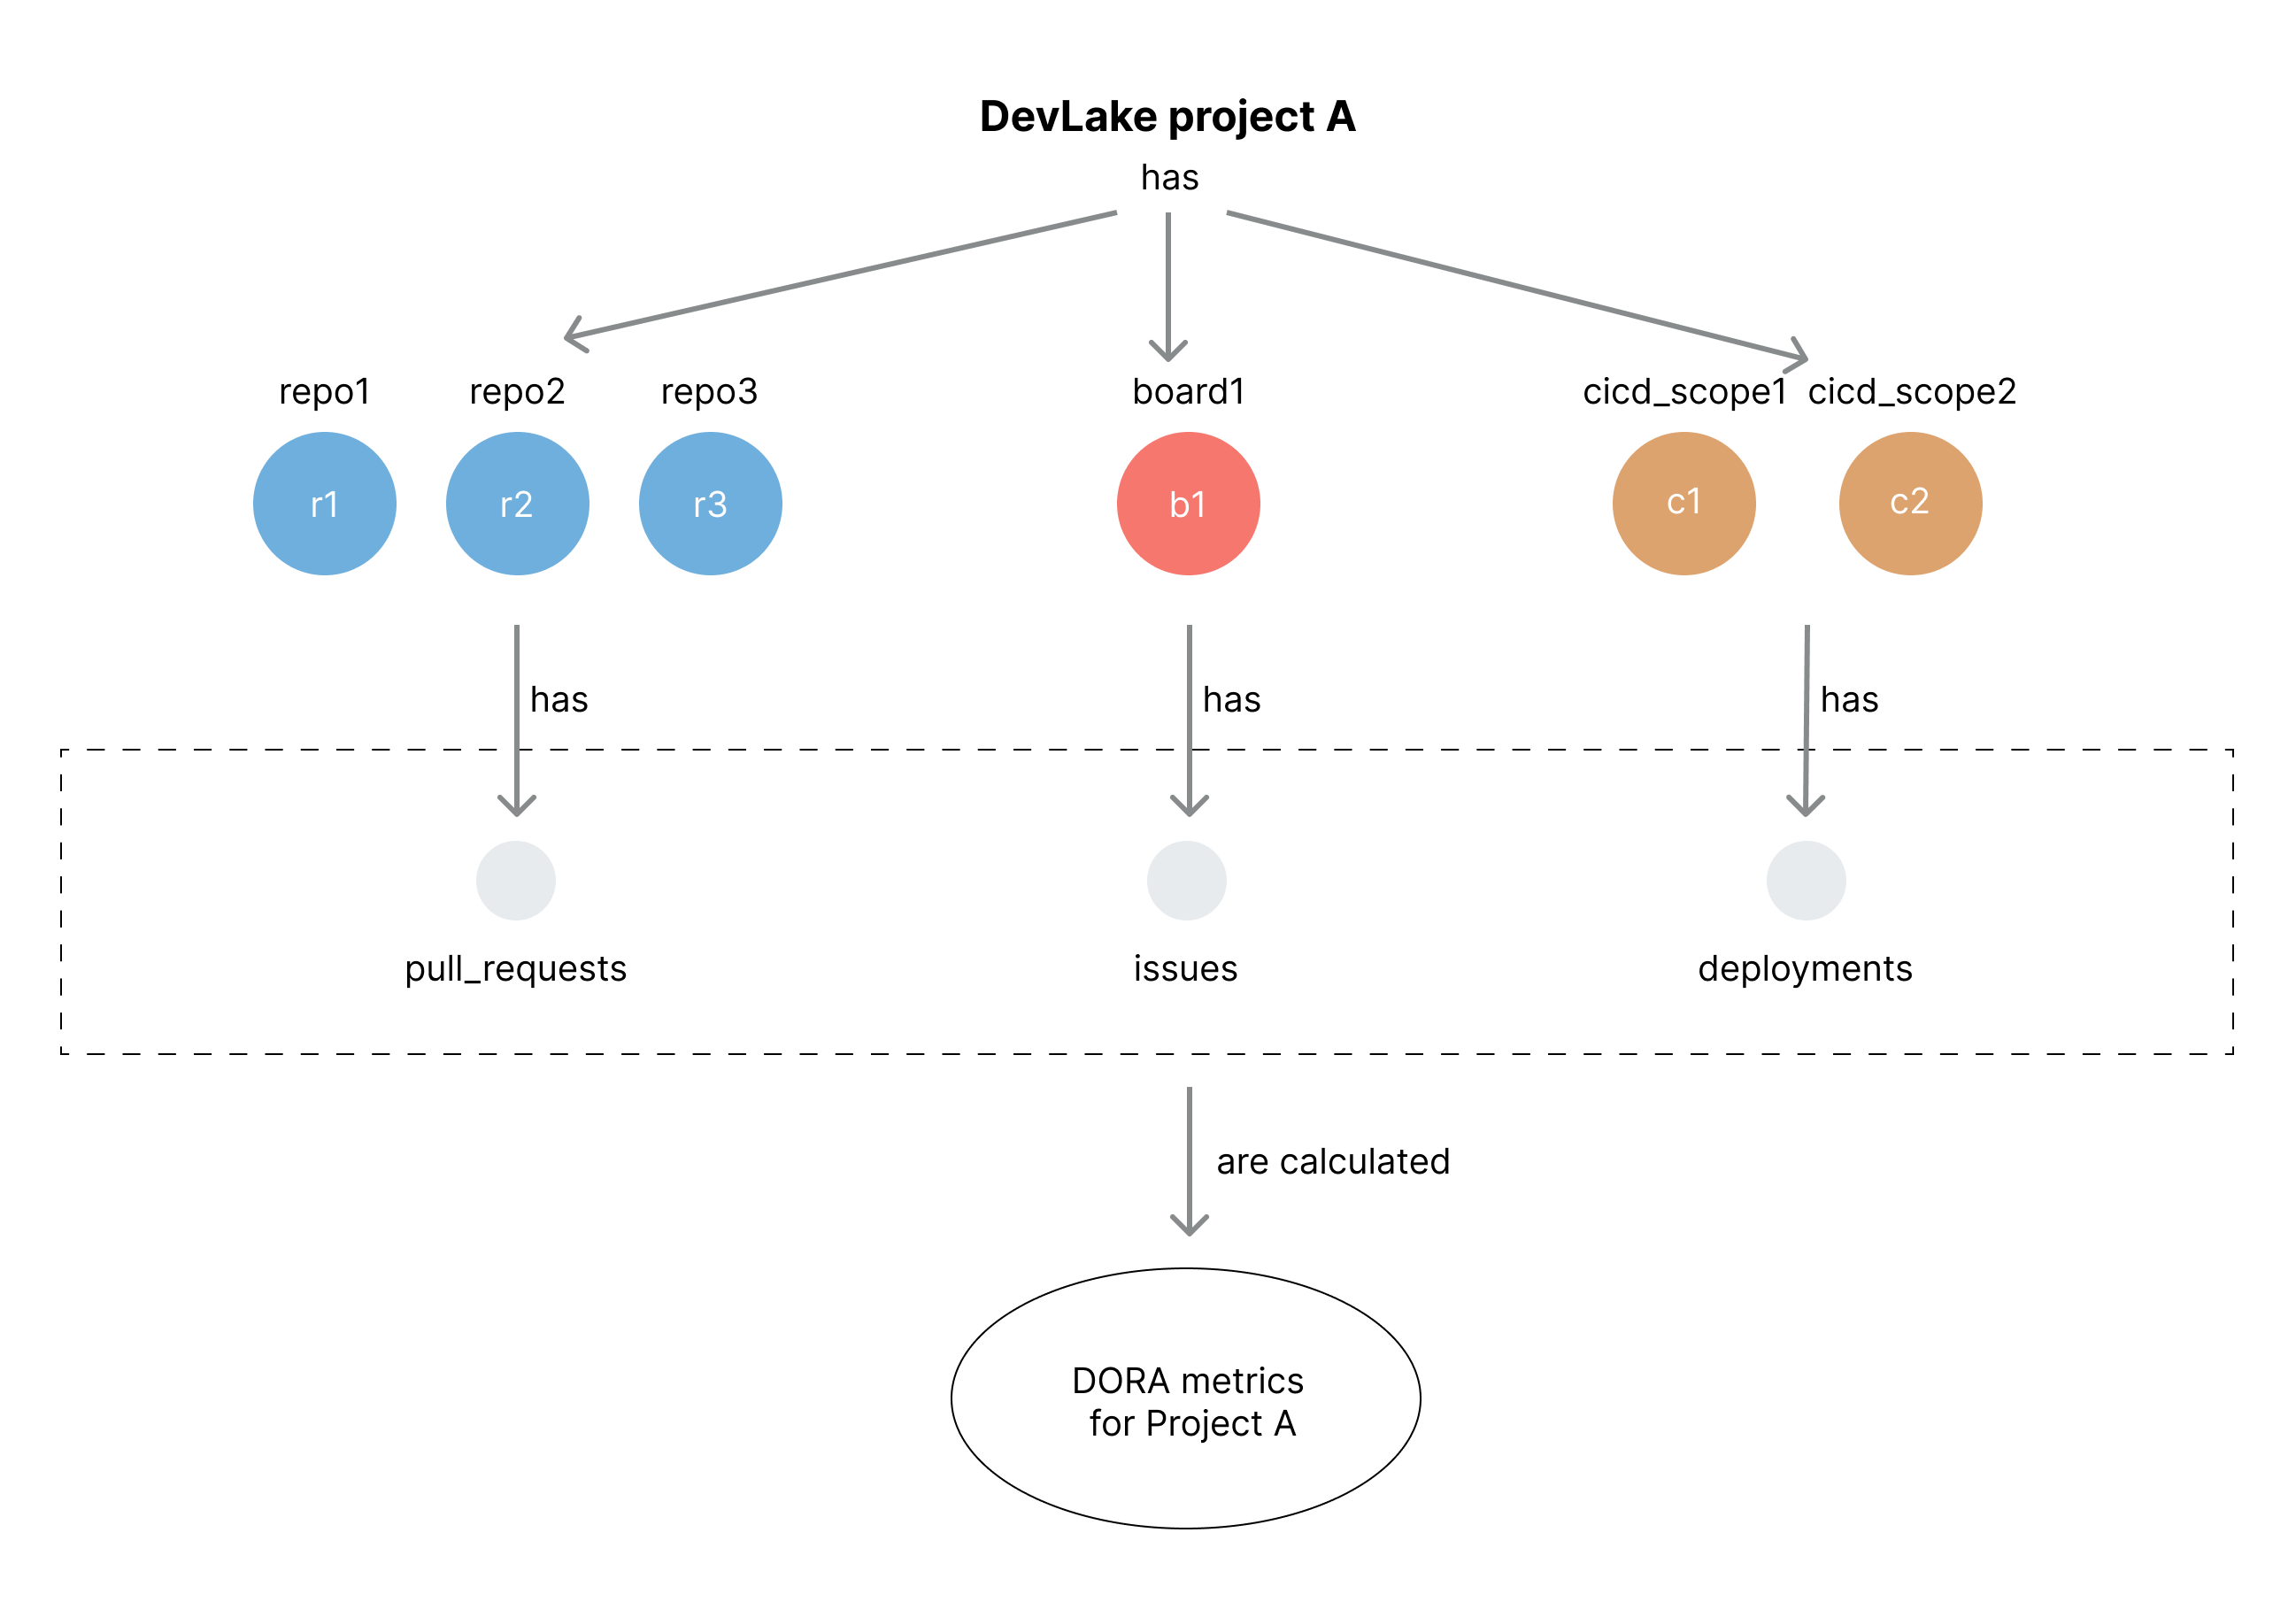 DevLake project A
has
repo1 repo2 repo3 board1 cicd_scope1 cicd_scope2
r1 r2 r3 b1 c1 c2
has has has
pull_requests issues deployments
are calculated
DORA metrics
for Project A